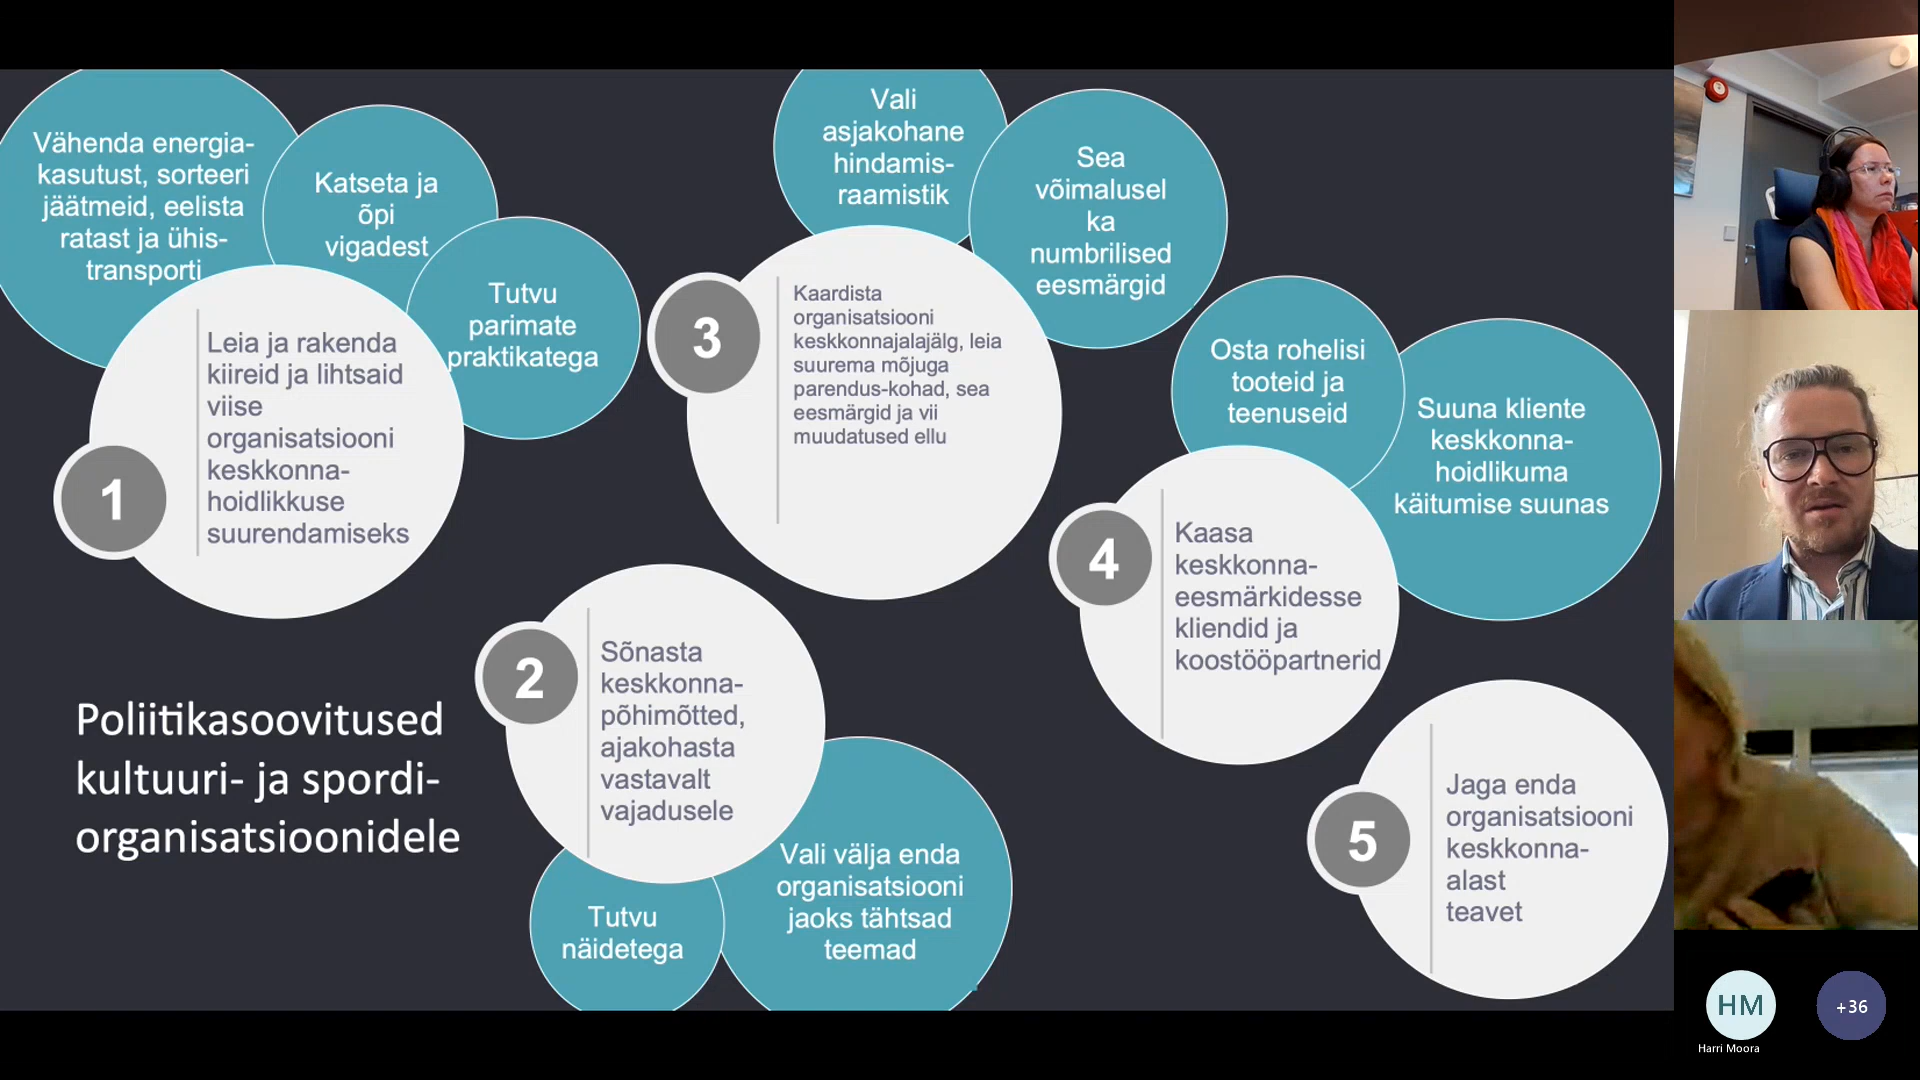 Vähenda energia-
kasutust, sorteeri
jäätmeid, eelista
ratast ja ühis-
transporti
Katseta ja
õpi
vigadest
Tutvu
parimate
praktikatega
1
Leia ja rakenda
kiireid ja lihtsaid
viise
organisatsiooni
keskkonna-
hoidlikkuse
suurendamiseks
Vali
asjakohane
hindamis-
raamistik
Sea
võimalusel
ka
numbrilised
eesmärgid
3
Kaardista
organisatsiooni
keskkonnajalajälg, leia
suurema mõjuga
parendus-kohad, sea
eesmärgid ja vii
muudatused ellu
Osta rohelisi
tooteid ja
teenuseid
Suuna kliente
keskkonna-
hoidlikuma
käitumise suunas
4
Kaasa
keskkonna-
eesmärkidesse
kliendid ja
koostööpartnerid
2
Sõnasta
keskkonna-
põhimõtted,
ajakohasta
vastavalt
vajadusele
Tutvu
näidetega
Vali välja enda
organisatsiooni
jaoks tähtsad
teemad
5
Jaga enda
organisatsiooni
keskkonna-
alast
teavet
Poliitikasoovitused
kultuuri- ja spordi-
organisatsioonidele
HM
Harri Moora
+36